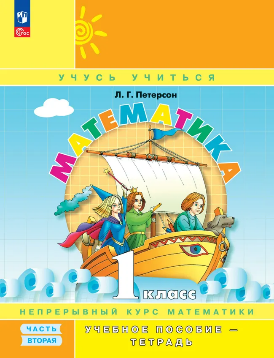 УЧУСЬ УЧИТЬСЯ
Л. Г. Петерсон
МАТЕМАТИКА
1 класс
НЕПРЕРЫВНЫЙ КУРС МАТЕМАТИКИ
ЧАСТЬ
ВТОРАЯ
УЧЕБНОЕ ПОСОБИЕ —
ТЕТРАДЬ